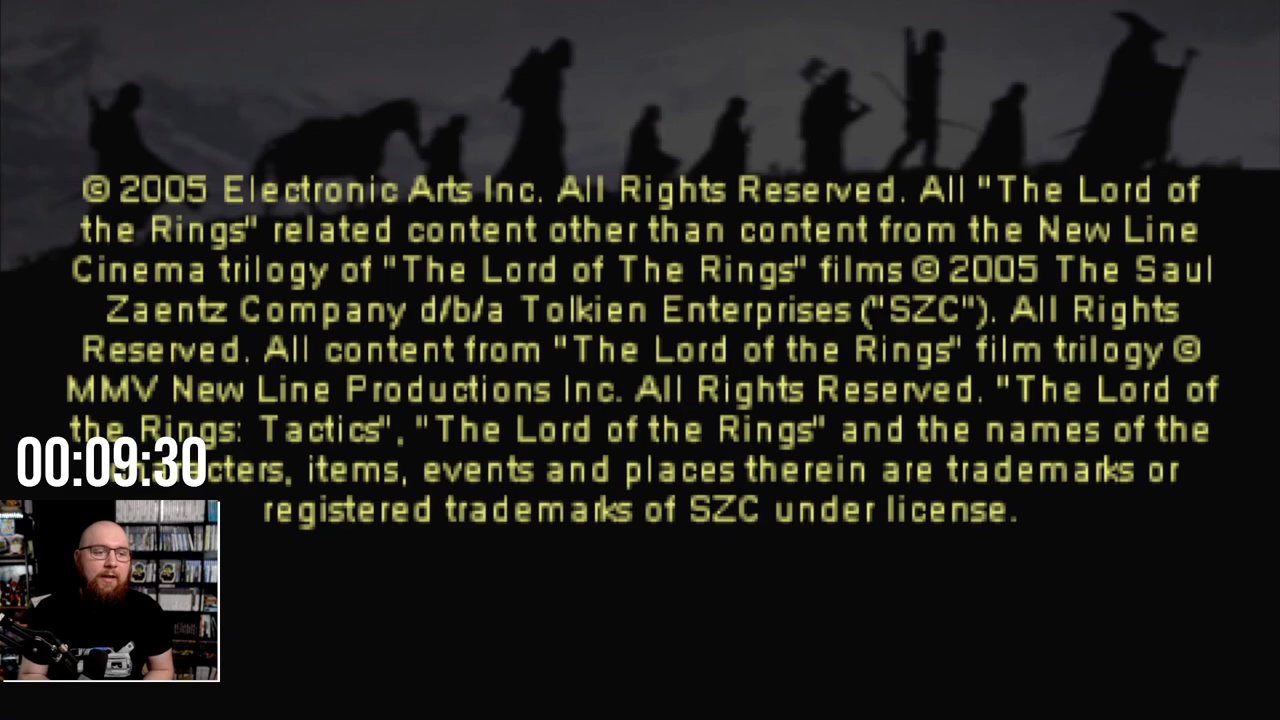 © 2005 Electronic Arts Inc. All Rights Reserved. All "The Lord of
the Rings" related content other than content from the New Line
Cinema trilogy of "The Lord of The Rings" films © 2005 The Saul
Zaentz Company d/b/a Tolkien Enterprises ("SZC"). All Rights
Reserved. All content from "The Lord of the Rings" film trilogy ©
MMV New Line Productions Inc. All Rights Reserved. "The Lord of
the Rings: Tactics", "The Lord of the Rings" and the names of the
items, events and places therein are trademarks or
registered trademarks of SZC under license.
00:09:30